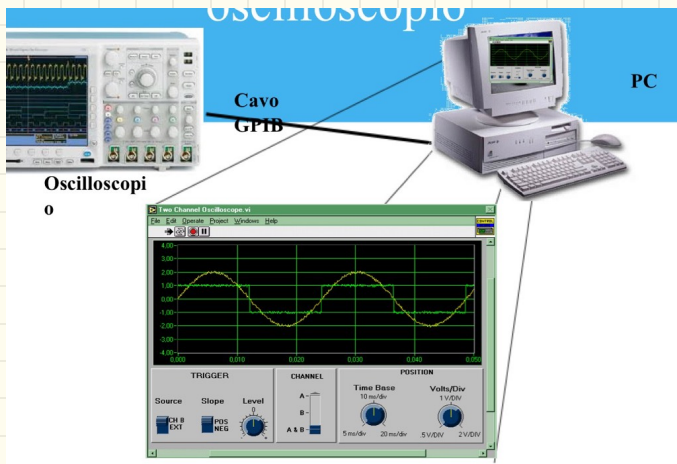 oscilloscopio
PC
Cavo
GPIB
Oscilloscopi
o
Two Channel Oscilloscope.vi
File Edit Operate Project Windows Help
4,00
3,00
2,00
1,00
0,00
-1,00
-2,00
-3,00
-4,00
0,000 0,010 0,020 0,030 0,040 0,050
TRIGGER CHANNEL POSITION
Source Slope Level
0
CH B
EXT
POS
NEG
A
B
A & B
Time Base Volts/Div
10 ms/div 1 V/DIV
5 ms/div 20 ms/div .5 V/DIV 2 V/DIV